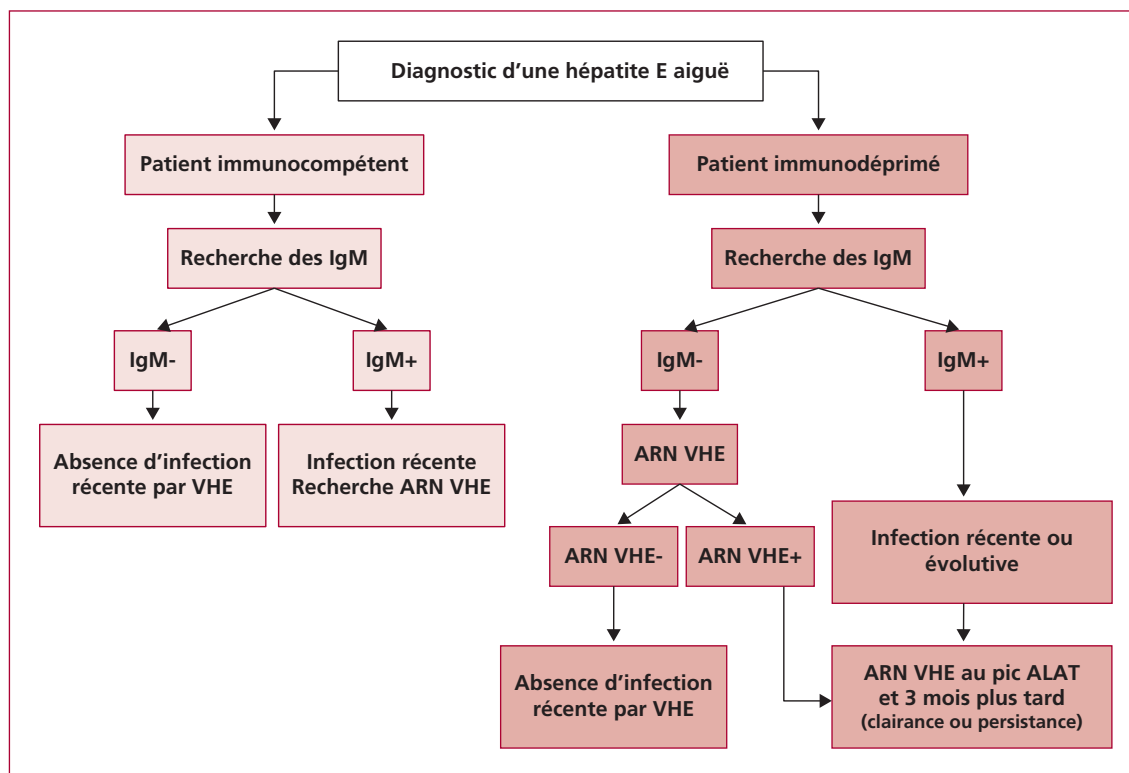 Diagnostic d'une hépatite E aiguë
Patient immunocompétent
Patient immunodéprimé
Recherche des IgM
Recherche des IgM
IgM-
IgM+
IgM-
IgM+
Absence d'infection
récente par VHE
Infection récente
Recherche ARN VHE
ARN VHE
ARN VHE-
ARN VHE+
Infection récente ou
évolutive
Absence d'infection
récente par VHE
ARN VHE au pic ALAT
et 3 mois plus tard
(clairance ou persistance)